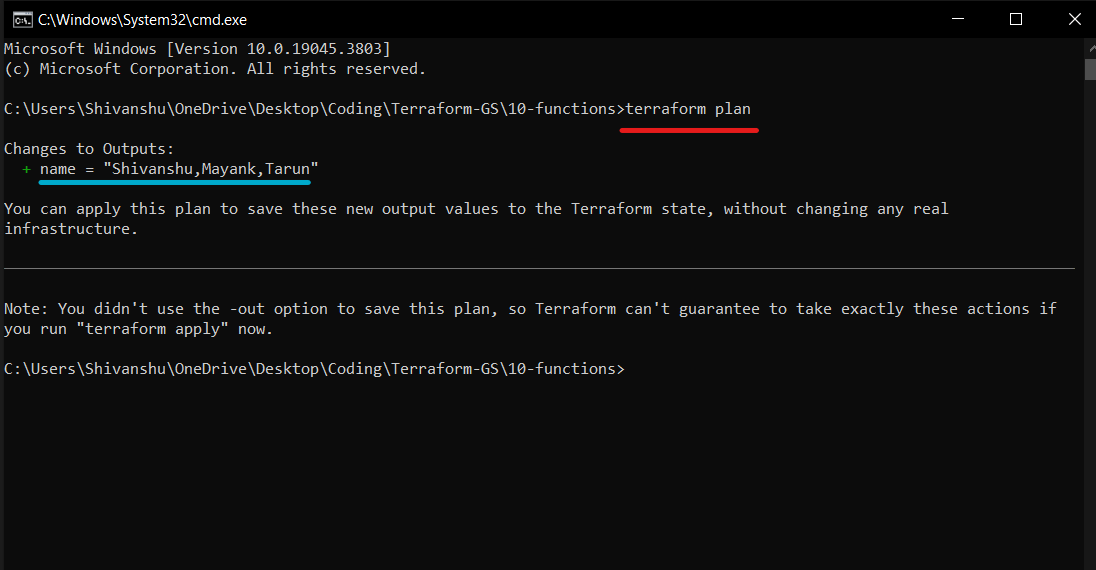 C:\Windows\System32\cmd.exe
Microsoft Windows [Version 10.0.19045.3803]
(c) Microsoft Corporation. All rights reserved.
C:\Users\Shivanshu\OneDrive\Desktop\Coding\Terraform-GS\10-functions>terraform plan
Changes to Outputs:
+ name = "Shivanshu,Mayank,Tarun"
You can apply this plan to save these new output values to the Terraform state, without changing any real
infrastructure.
Note: You didn't use the -out option to save this plan, so Terraform can't guarantee to take exactly these actions if
you run "terraform apply" now.
C:\Users\Shivanshu\OneDrive\Desktop\Coding\Terraform-GS\10-functions>